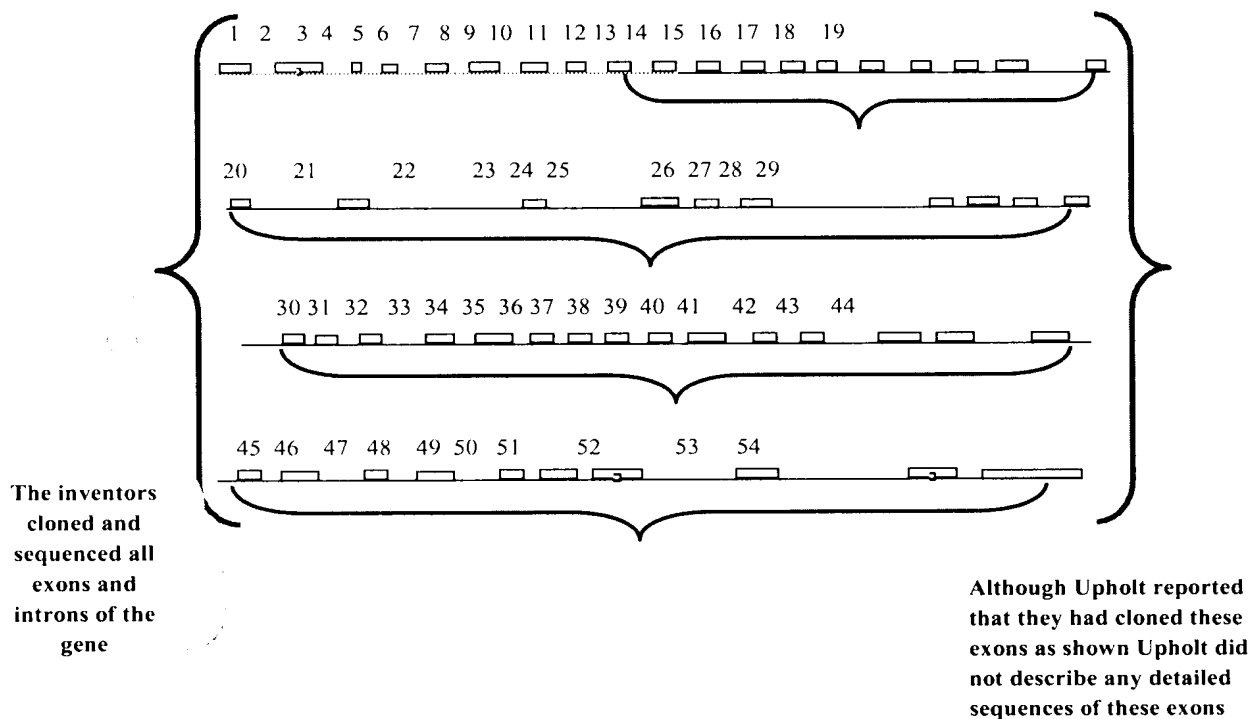 1 2 3 4 5 6 7 8 9 10 11 12 13 14 15 16 17 18 19
20 21 22 23 24 25 26 27 28 29
30 31 32 33 34 35 36 37 38 39 40 41 42 43 44
45 46 47 48 49 50 51 52 53 54
The inventors
cloned and
sequenced all
exons and
introns of the
gene
Although Upholt reported
that they had cloned these
exons as shown Upholt did
not describe any detailed
sequences of these exons